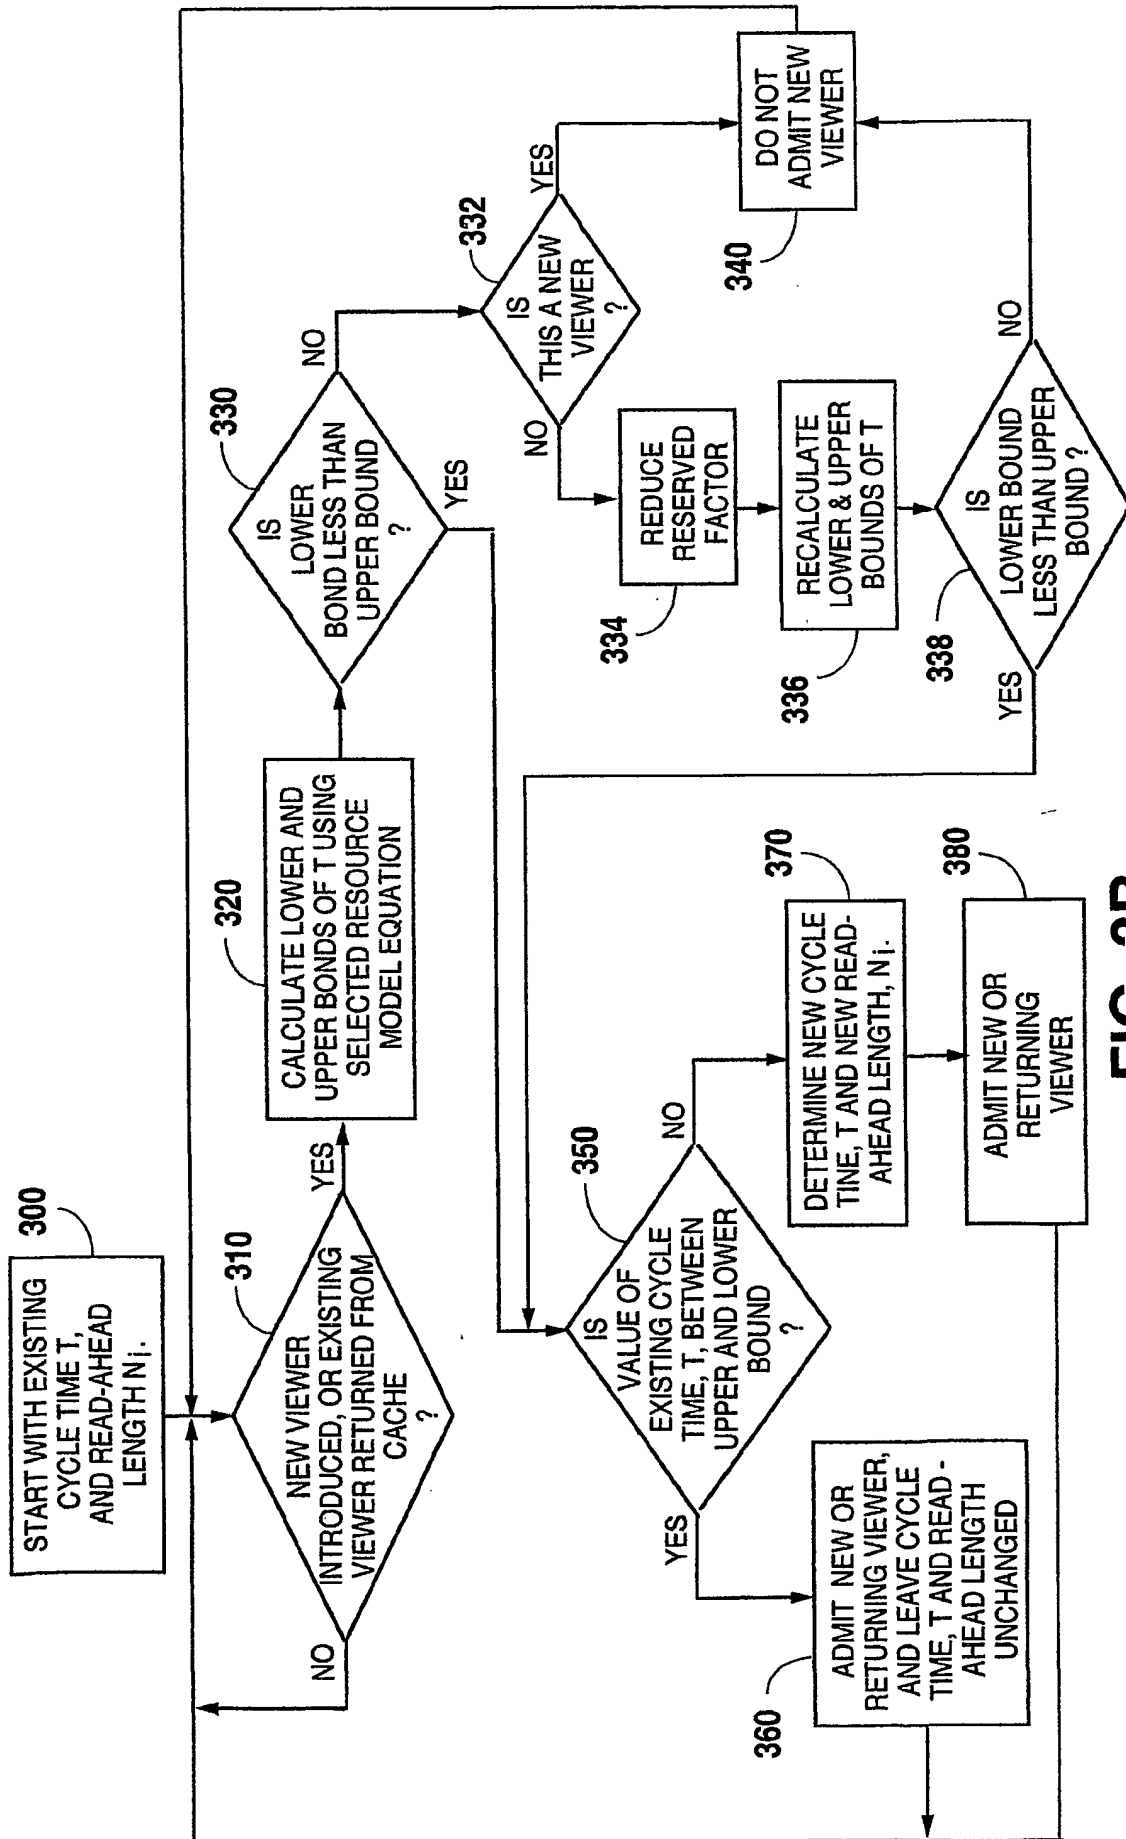 300
START WITH EXISTING
CYCLE TIME T,
AND READ-AHEAD
LENGTH Ni.
310
NEW VIEWER
INTRODUCED, OR EXISTING
VIEWER RETURNED FROM
CACHE
?
NO
YES
320
CALCULATE LOWER AND
UPPER BONDS OF T USING
SELECTED RESOURCE
MODEL EQUATION
330
IS
LOWER
BOND LESS THAN
UPPER BOUND
?
NO
YES
332
IS
THIS A NEW
VIEWER
?
YES
NO
334
REDUCE
RESERVED
FACTOR
336
RECALCULATE
LOWER & UPPER
BOUNDS OF T
338
IS
LOWER BOUND
LESS THAN UPPER
BOUND ?
NO
YES
340
DO NOT
ADMIT NEW
VIEWER
350
IS
VALUE OF
EXISTING CYCLE
TIME, T, BETWEEN
UPPER AND LOWER
BOUND
?
YES
NO
360
ADMIT NEW OR
RETURNING VIEWER,
AND LEAVE CYCLE
TIME, T AND READ -
AHEAD LENGTH
UNCHANGED
370
DETERMINE NEW CYCLE
TINE, T AND NEW READ-
AHEAD LENGTH, Ni.
380
ADMIT NEW OR
RETURNING
VIEWER
FIG.